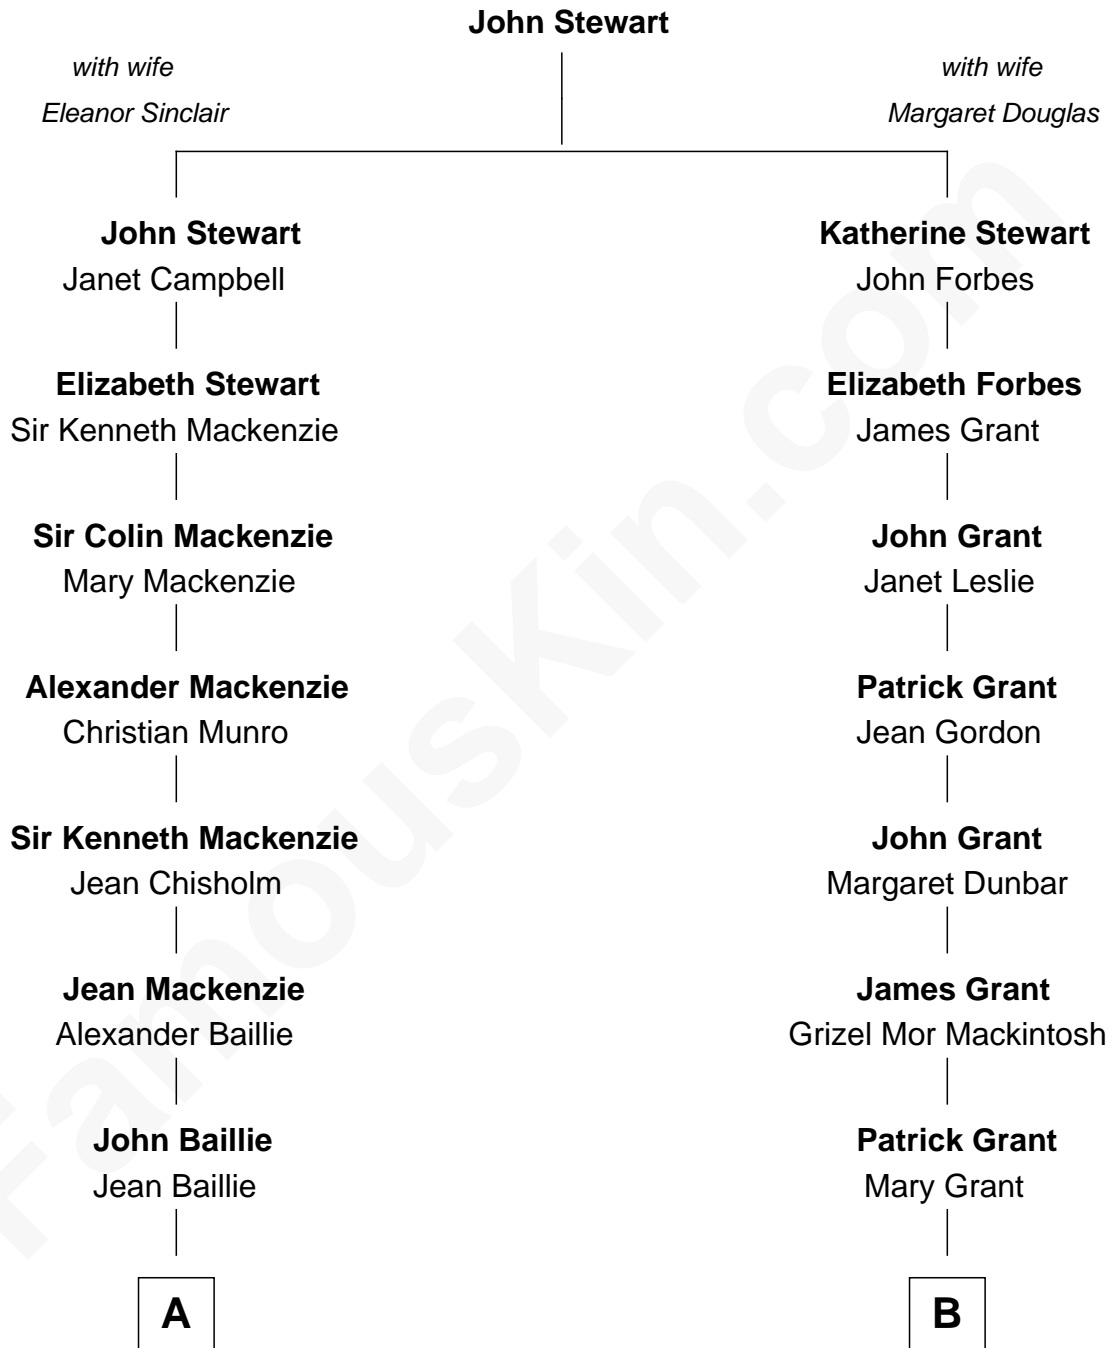 John Stewart
with wife
Eleanor Sinclair
with wife
Margaret Douglas
John Stewart
Janet Campbell
Katherine Stewart
John Forbes
Elizabeth Stewart
Sir Kenneth Mackenzie
Elizabeth Forbes
James Grant
Sir Colin Mackenzie
Mary Mackenzie
John Grant
Janet Leslie
Alexander Mackenzie
Christian Munro
Patrick Grant
Jean Gordon
Sir Kenneth Mackenzie
Jean Chisholm
John Grant
Margaret Dunbar
Jean Mackenzie
Alexander Baillie
James Grant
Grizel Mor Mackintosh
John Baillie
Jean Baillie
Patrick Grant
Mary Grant
A
B
FamousKin.com